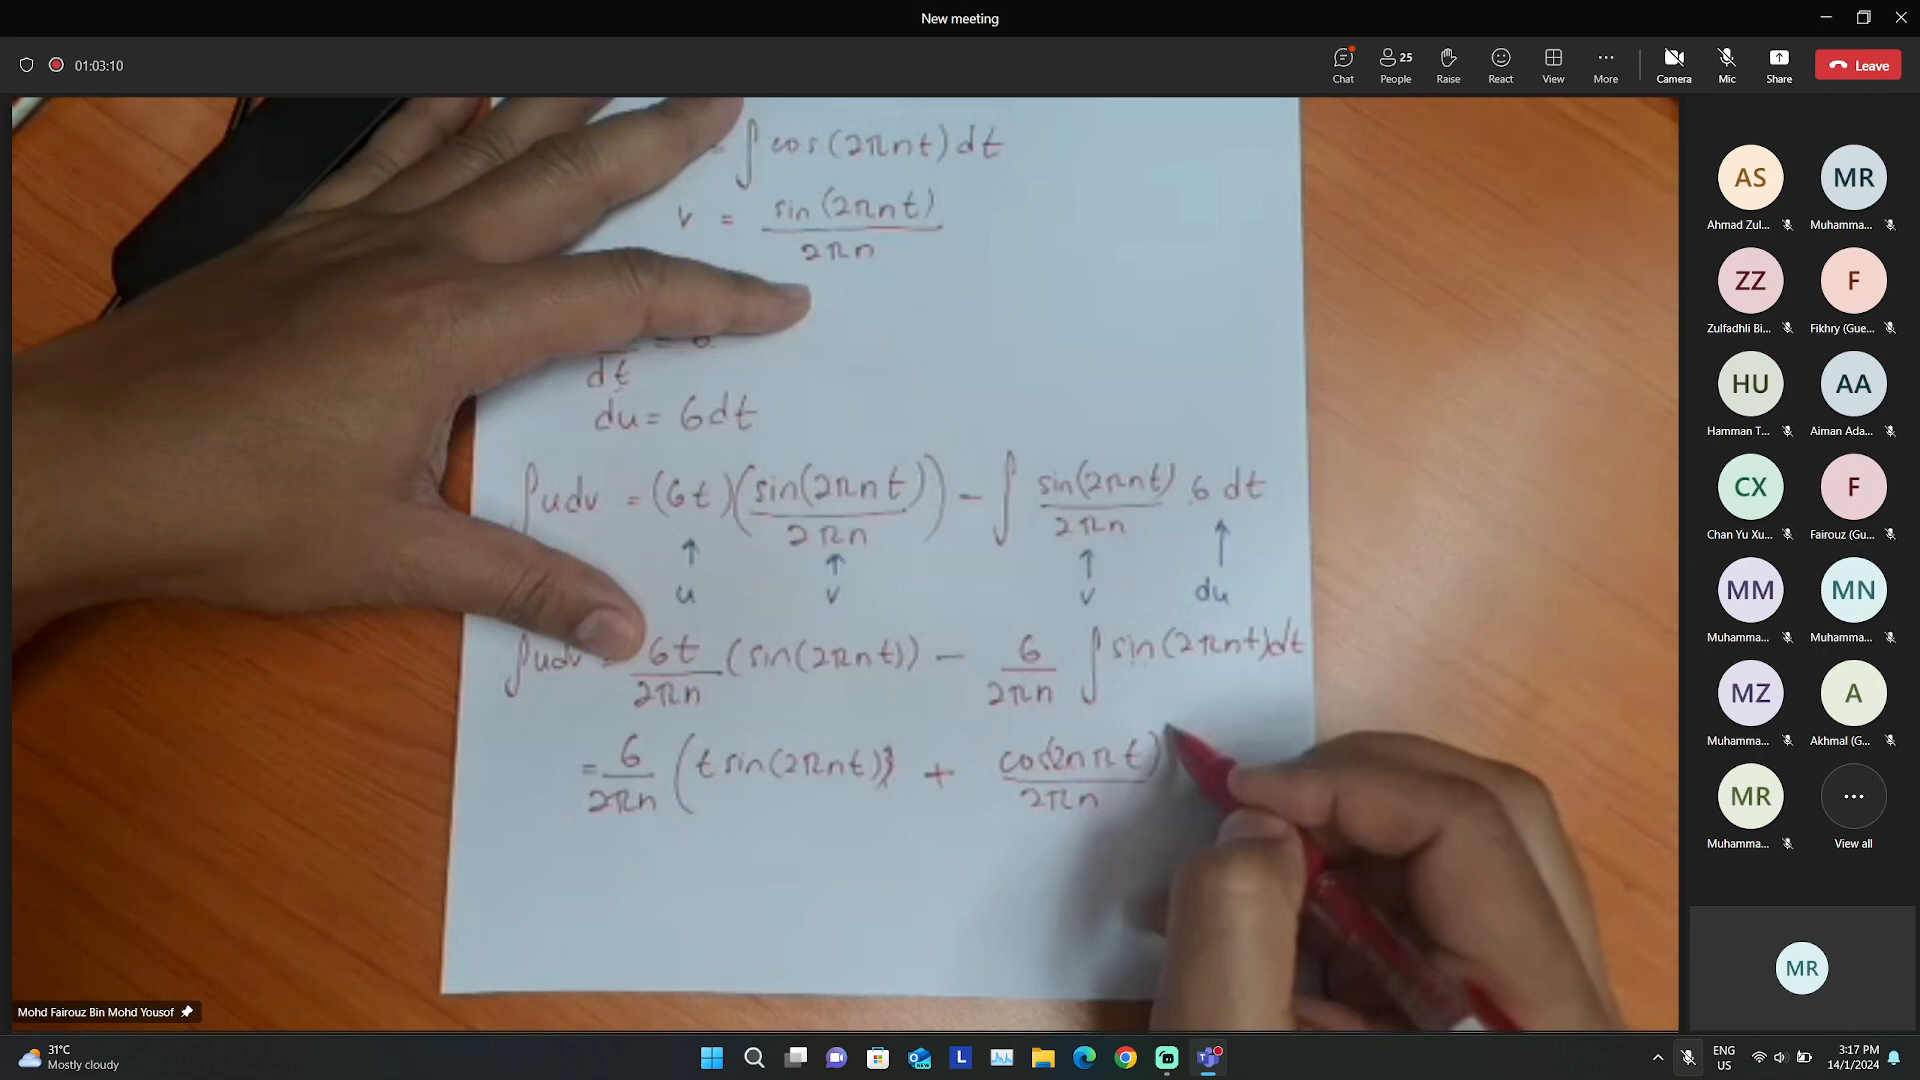 New meeting
01:03:10
Chat
25
People
Raise
React
View
More
Camera
Mic
Share
Leave
= ∫ cos(2πnt)dt
v = sin(2πnt)
2πn
dt
du = 6dt
∫udv = (6t)(sin(2πnt)/2πn) - ∫ sin(2πnt)/2πn . 6 dt
u v v du
∫udv = 6t/2πn (sin(2πnt)) - 6/2πn ∫sin(2πnt)dt
= 6/2πn (t sin(2πnt) + cos(2nπt)/2πn)
AS
MR
Ahmad Zul...
Muhamma...
ZZ
F
Zulfadhli Bi...
Fikhry (Gue...
HU
AA
Hamman T...
Aiman Ada...
CX
F
Chan Yu Xu...
Fairouz (Gu...
MM
MN
Muhamma...
Muhamma...
MZ
A
Muhamma...
Akhmal (G...
MR
...
Muhamma...
View all
MR
Mohd Fairouz Bin Mohd Yousof
31°C
Mostly cloudy
NEW
L
ENG
US
3:17 PM
14/1/2024